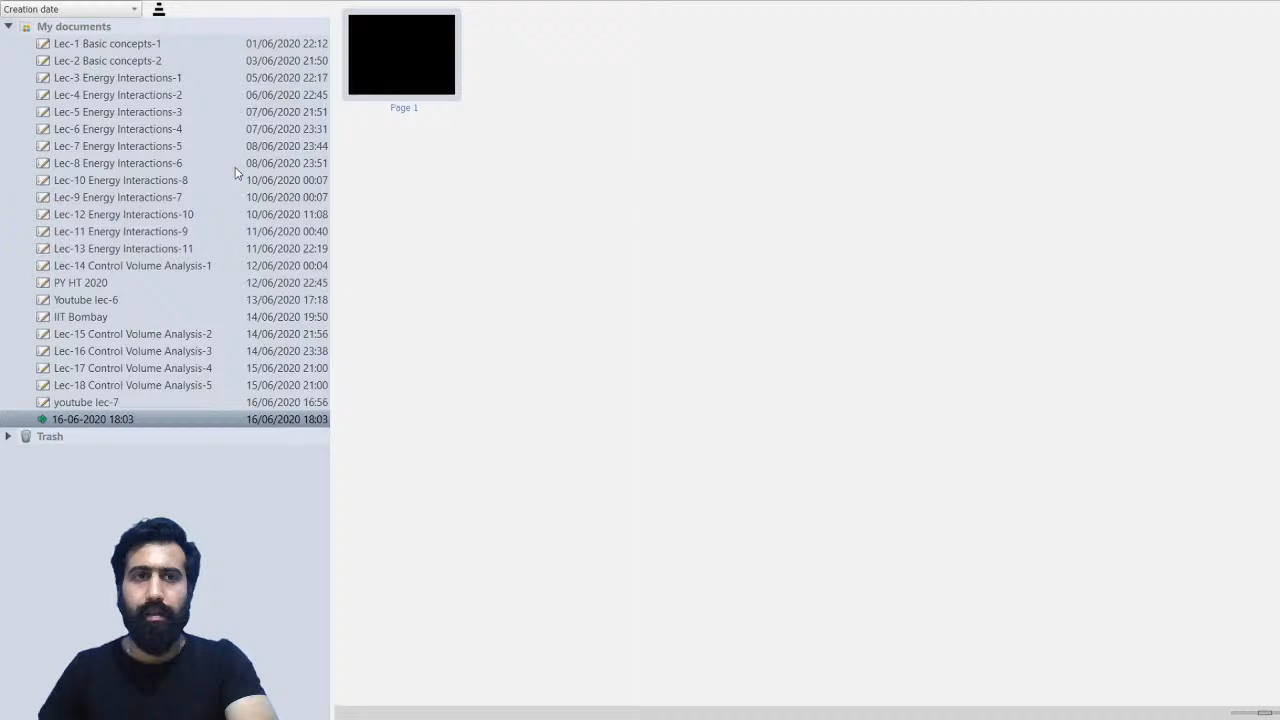 Creation date
My documents
Lec-1 Basic concepts-1 01/06/2020 22:12
Lec-2 Basic concepts-2 03/06/2020 21:50
Lec-3 Energy Interactions-1 05/06/2020 22:17
Lec-4 Energy Interactions-2 06/06/2020 22:45
Lec-5 Energy Interactions-3 07/06/2020 21:51
Lec-6 Energy Interactions-4 07/06/2020 23:31
Lec-7 Energy Interactions-5 08/06/2020 23:44
Lec-8 Energy Interactions-6 08/06/2020 23:51
Lec-10 Energy Interactions-8 10/06/2020 00:07
Lec-9 Energy Interactions-7 10/06/2020 00:07
Lec-12 Energy Interactions-10 10/06/2020 11:08
Lec-11 Energy Interactions-9 11/06/2020 00:40
Lec-13 Energy Interactions-11 11/06/2020 22:19
Lec-14 Control Volume Analysis-1 12/06/2020 00:04
PY HT 2020 12/06/2020 22:45
Youtube lec-6 13/06/2020 17:18
IIT Bombay 14/06/2020 19:50
Lec-15 Control Volume Analysis-2 14/06/2020 21:56
Lec-16 Control Volume Analysis-3 14/06/2020 23:38
Lec-17 Control Volume Analysis-4 15/06/2020 21:00
Lec-18 Control Volume Analysis-5 15/06/2020 21:00
youtube lec-7 16/06/2020 16:56
16-06-2020 18:03 16/06/2020 18:03
Trash
Page 1